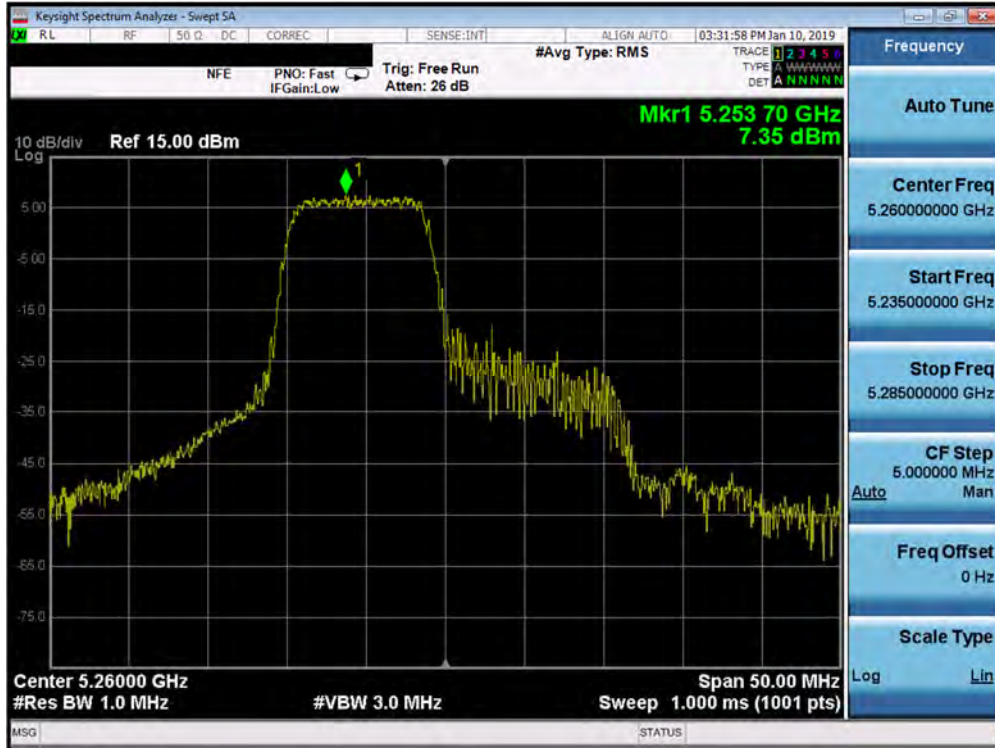 Keysight Spectrum Analyzer - Swept SA
LXI RL RF 50 Ω DC CORREC SENSE:INT ALIGN AUTO 03:31:58 PM Jan 10, 2019
NFE PNO: Fast IFGain:Low Trig: Free Run Atten: 26 dB #Avg Type: RMS
TRACE 1 2 3 4 5 6
TYPE A WWWWW
DET A N N N N N
Mkr1 5.253 70 GHz
7.35 dBm
10 dB/div Ref 15.00 dBm
Log
1
5.00
-5.00
-15.0
-25.0
-35.0
-45.0
-55.0
-65.0
-75.0
Center 5.26000 GHz Span 50.00 MHz
#Res BW 1.0 MHz #VBW 3.0 MHz Sweep 1.000 ms (1001 pts)
MSG STATUS
Frequency
Auto Tune
Center Freq
5.260000000 GHz
Start Freq
5.235000000 GHz
Stop Freq
5.285000000 GHz
CF Step
5.000000 MHz
Auto Man
Freq Offset
0 Hz
Scale Type
Log Lin